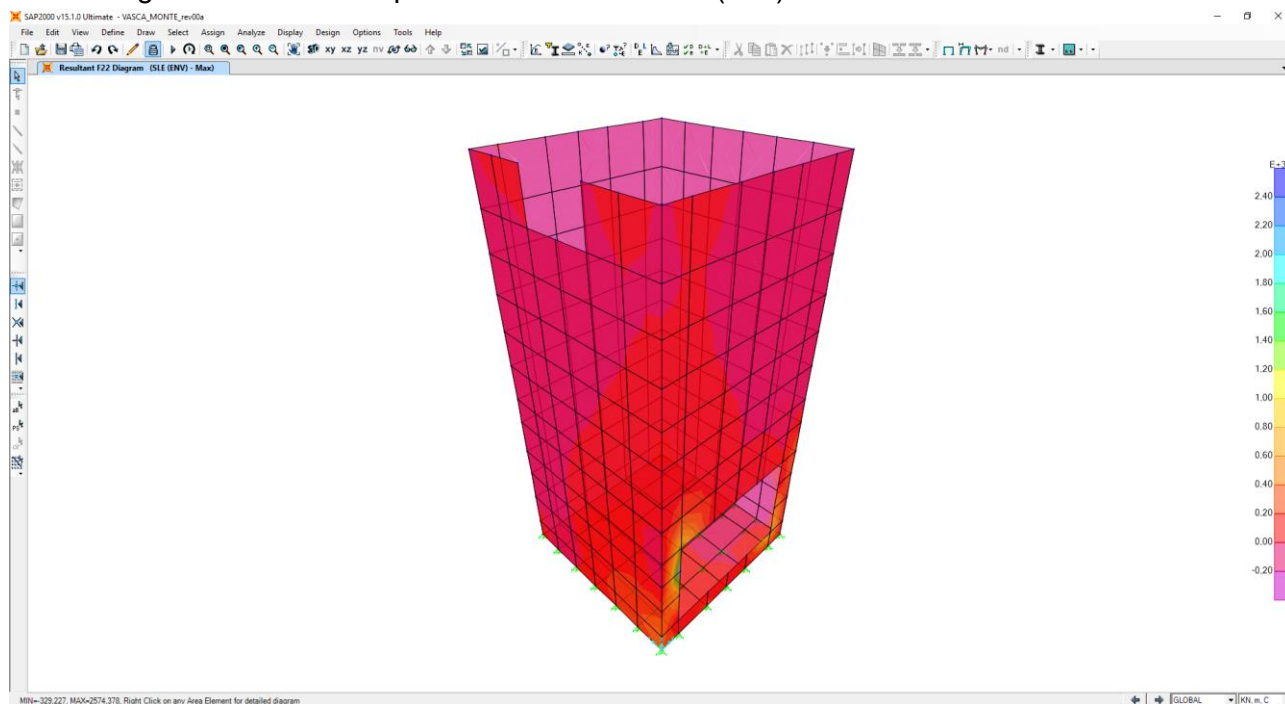 SAP2000 v15.1.0 Ultimate - VASCA_MONTE_rev00a
File Edit View Define Draw Select Assign Analyze Display Design Options Tools Help
xy xz yz nv
nd
Resultant F22 Diagram (SLE (ENV) - Max)
E+3
2.40
2.20
2.00
1.80
1.60
1.40
1.20
1.00
0.80
0.60
0.40
0.20
0.00
-0.20
MIN=-329.227, MAX=2574.378, Right Click on any Area Element for detailed diagram
GLOBAL
KN, m, C